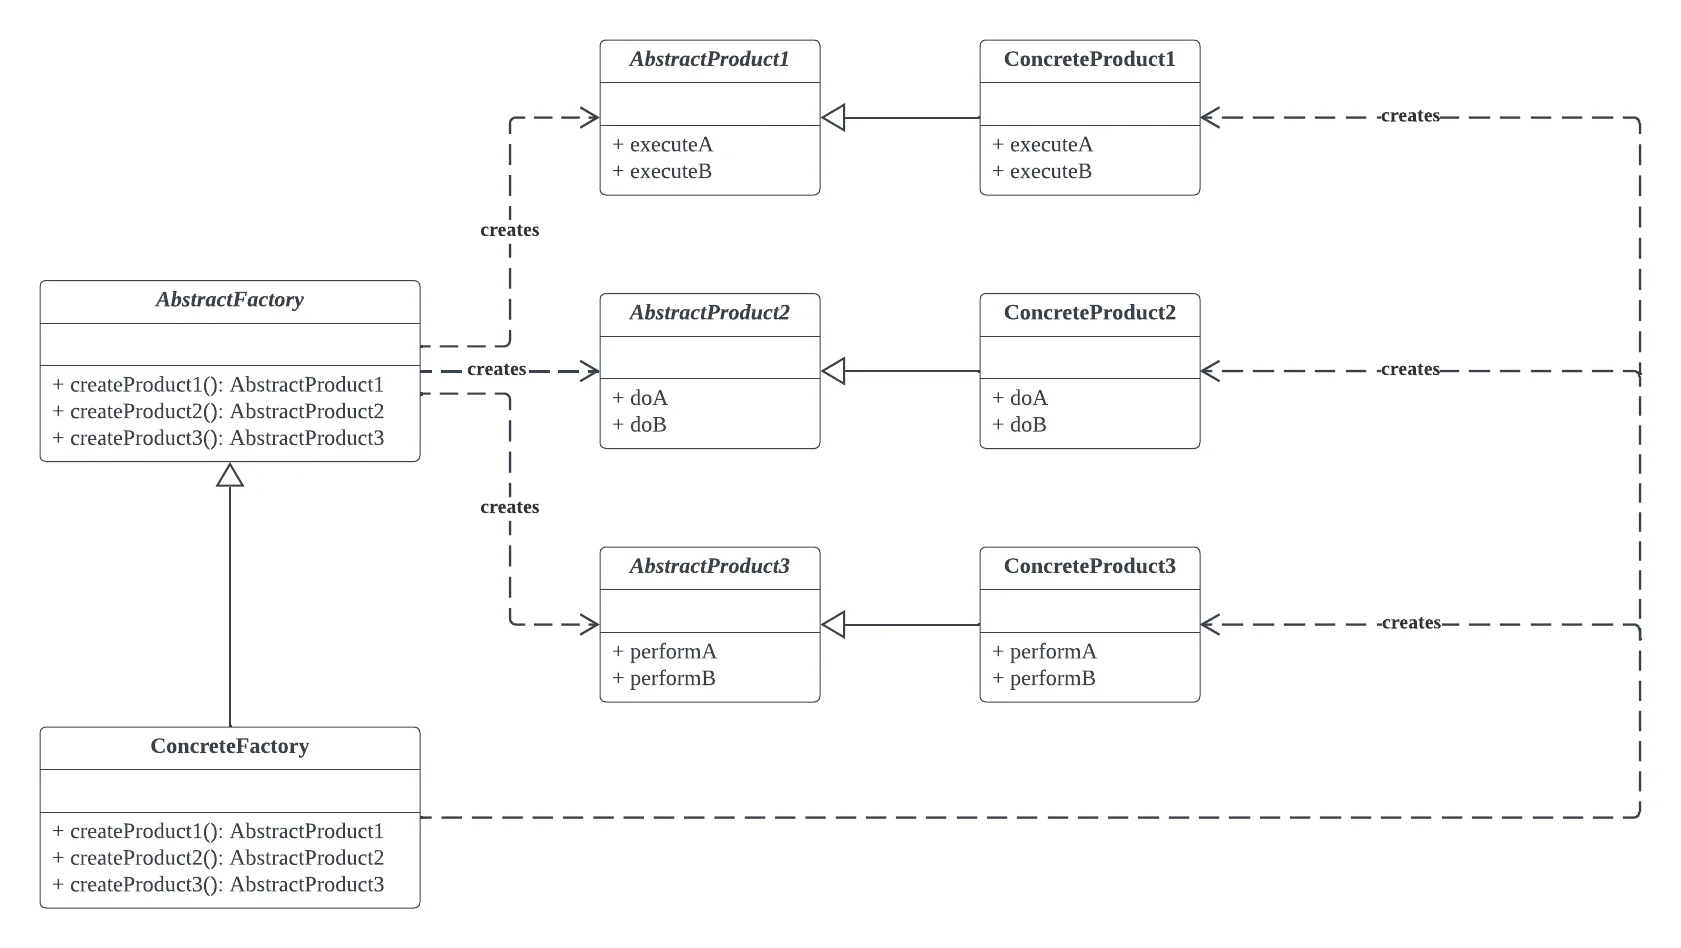 AbstractProduct1
+ executeA
+ executeB
ConcreteProduct1
+ executeA
+ executeB
creates
creates
AbstractFactory
+ createProduct1(): AbstractProduct1
+ createProduct2(): AbstractProduct2
+ createProduct3(): AbstractProduct3
creates
AbstractProduct2
+ doA
+ doB
ConcreteProduct2
+ doA
+ doB
creates
creates
AbstractProduct3
+ performA
+ performB
ConcreteProduct3
+ performA
+ performB
creates
ConcreteFactory
+ createProduct1(): AbstractProduct1
+ createProduct2(): AbstractProduct2
+ createProduct3(): AbstractProduct3